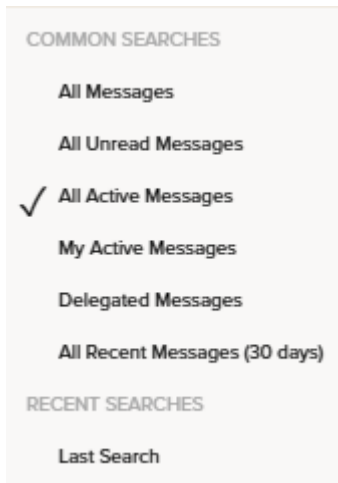 COMMON SEARCHES
All Messages
All Unread Messages
All Active Messages
My Active Messages
Delegated Messages
All Recent Messages (30 days)
RECENT SEARCHES
Last Search